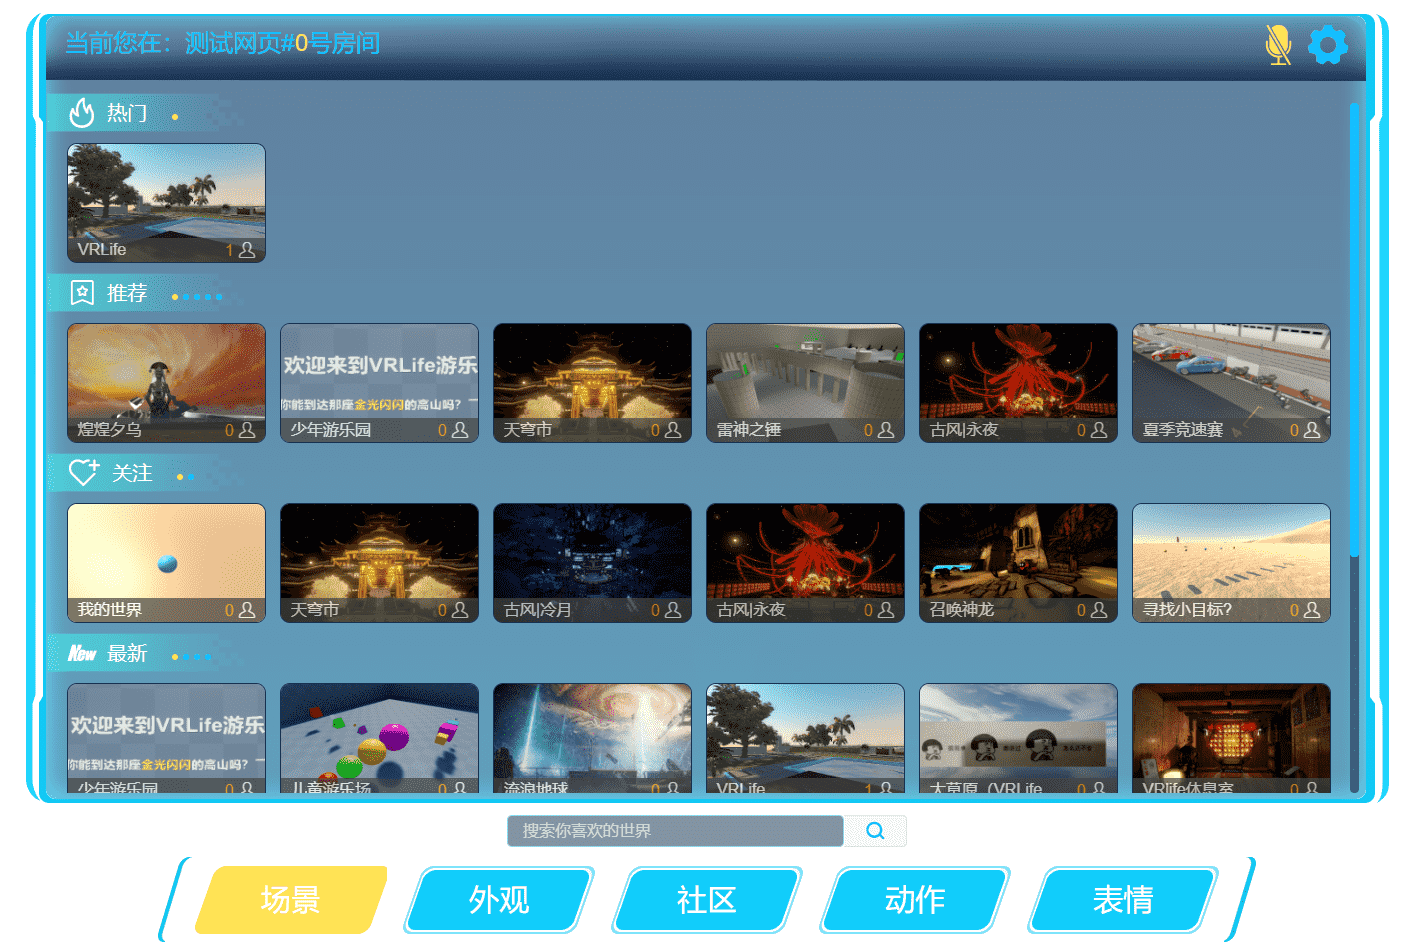 当前您在：测试网页#0号房间
热门
VRLife 1
推荐
欢迎来到VRLife游乐
你能到达那座金光闪闪的高山吗?
煌煌夕乌 0
少年游乐园 0
天穹市 0
雷神之锤 0
古风|永夜 0
夏季竞速赛 0
关注
我的世界 0
天穹市 0
古风|冷月 0
古风|永夜 0
召唤神龙 0
寻找小目标? 0
New 最新
欢迎来到VRLife游乐
你能到达那座金光闪闪的高山吗?
少年游乐园 0
儿童游乐场 0
流浪地球 0
VRLife 1
大草原（VRLife 0
VRlife休息室 0
搜索你喜欢的世界
场景
外观
社区
动作
表情